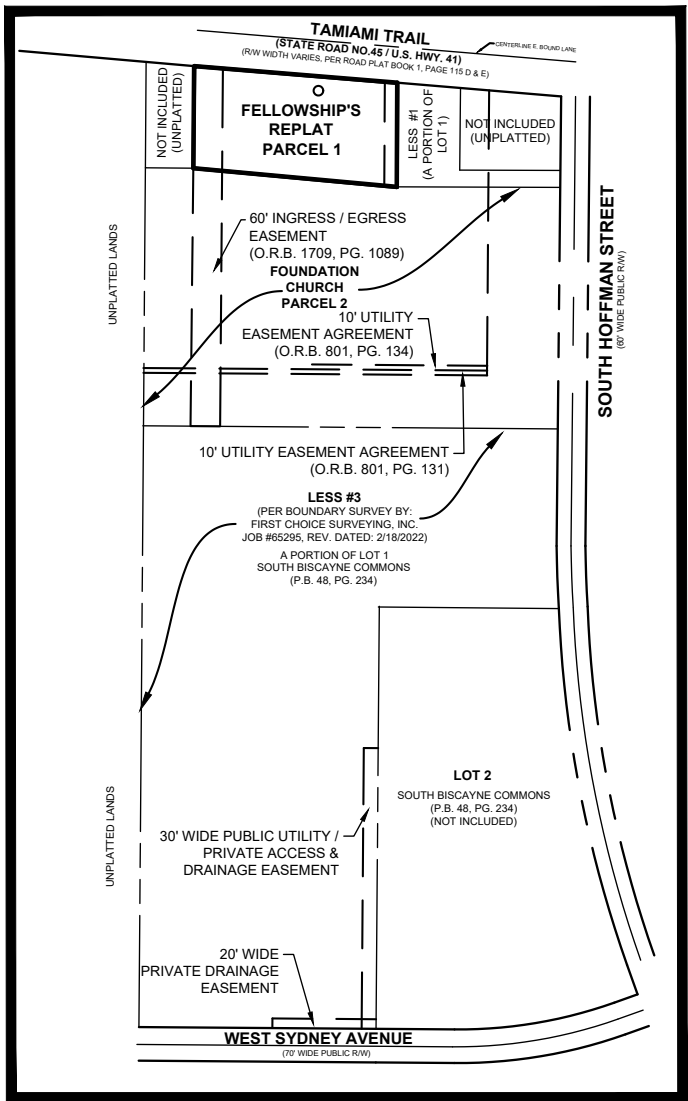 TAMIAMI TRAIL
(STATE ROAD NO.45 / U.S. HWY. 41)
(R/W WIDTH VARIES, PER ROAD PLAT BOOK 1, PAGE 115 D & E)
CENTERLINE E. BOUND LANE
NOT INCLUDED
(UNPLATTED)
FELLOWSHIP'S
REPLAT
PARCEL 1
LESS #1
(A PORTION OF
LOT 1)
NOT INCLUDED
(UNPLATTED)
SOUTH HOFFMAN STREET
(60' WIDE PUBLIC R/W)
UNPLATTED LANDS
60' INGRESS / EGRESS
EASEMENT
(O.R.B. 1709, PG. 1089)
FOUNDATION
CHURCH
PARCEL 2
10' UTILITY
EASEMENT AGREEMENT
(O.R.B. 801, PG. 134)
10' UTILITY EASEMENT AGREEMENT
(O.R.B. 801, PG. 131)
LESS #3
(PER BOUNDARY SURVEY BY:
FIRST CHOICE SURVEYING, INC.
JOB #65295, REV. DATED: 2/18/2022)
A PORTION OF LOT 1
SOUTH BISCAYNE COMMONS
(P.B. 48, PG. 234)
LOT 2
SOUTH BISCAYNE COMMONS
(P.B. 48, PG. 234)
(NOT INCLUDED)
UNPLATTED LANDS
30' WIDE PUBLIC UTILITY /
PRIVATE ACCESS &
DRAINAGE EASEMENT
20' WIDE
PRIVATE DRAINAGE
EASEMENT
WEST SYDNEY AVENUE
(70' WIDE PUBLIC R/W)